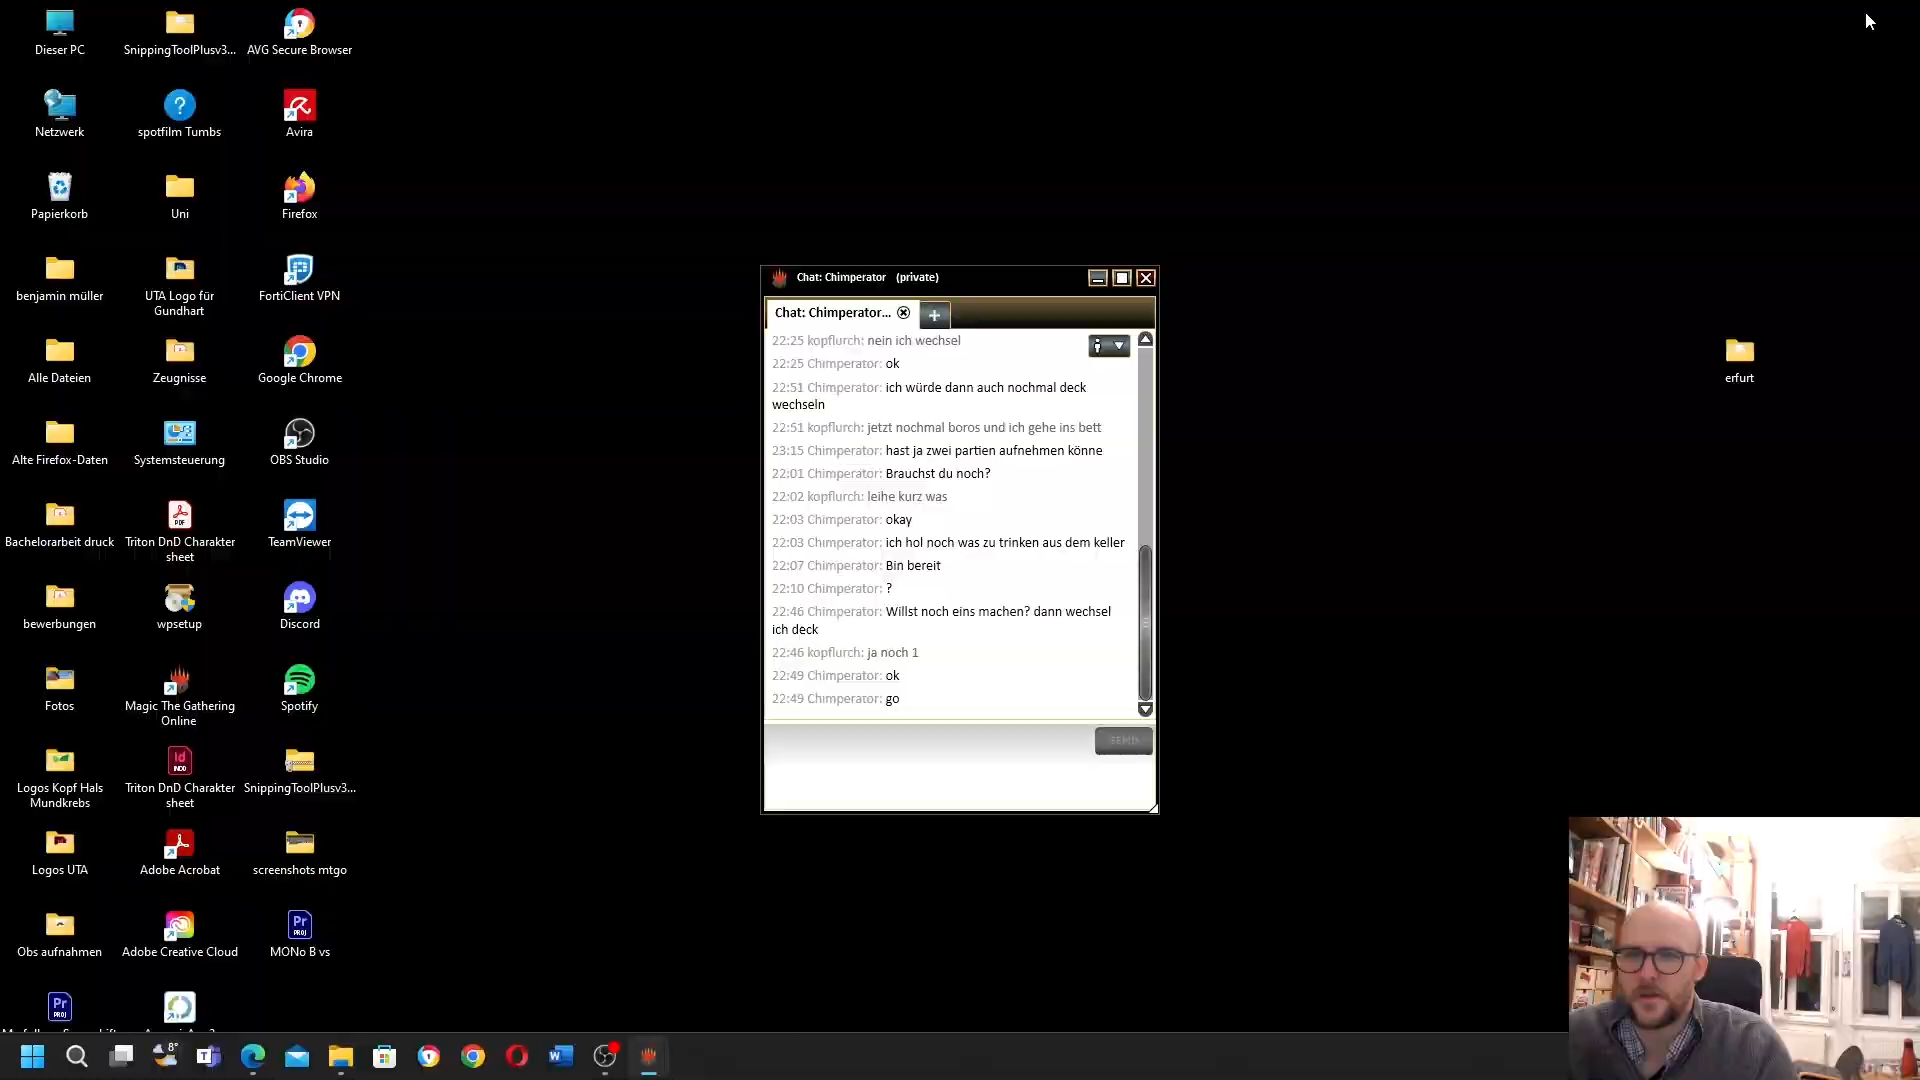 Dieser PC
SnippingToolPlusv3...
AVG Secure Browser
Netzwerk
spotfilm Tumbs
Avira
Papierkorb
Uni
Firefox
benjamin müller
UTA Logo für
Gundhart
FortiClient VPN
Alle Dateien
Zeugnisse
Google Chrome
Alte Firefox-Daten
Systemsteuerung
OBS Studio
Bachelorarbeit druck
Triton DnD Charakter
sheet
TeamViewer
bewerbungen
wpsetup
Discord
Fotos
Magic The Gathering
Online
Spotify
Logos Kopf Hals
Mundkrebs
Triton DnD Charakter
sheet
SnippingToolPlusv3...
Logos UTA
Adobe Acrobat
screenshots mtgo
Obs aufnahmen
Adobe Creative Cloud
MONo B vs
erfurt
Chat: Chimperator (private)
Chat: Chimperator...
22:25 kopflurch: nein ich wechsel
22:25 Chimperator: ok
22:51 Chimperator: ich würde dann auch nochmal deck
wechseln
22:51 kopflurch: jetzt nochmal boros und ich gehe ins bett
23:15 Chimperator: hast ja zwei partien aufnehmen könne
22:01 Chimperator: Brauchst du noch?
22:02 kopflurch: leihe kurz was
22:03 Chimperator: okay
22:03 Chimperator: ich hol noch was zu trinken aus dem keller
22:07 Chimperator: Bin bereit
22:10 Chimperator: ?
22:46 Chimperator: Willst noch eins machen? dann wechsel
ich deck
22:46 kopflurch: ja noch 1
22:49 Chimperator: ok
22:49 Chimperator: go
SEND
8°